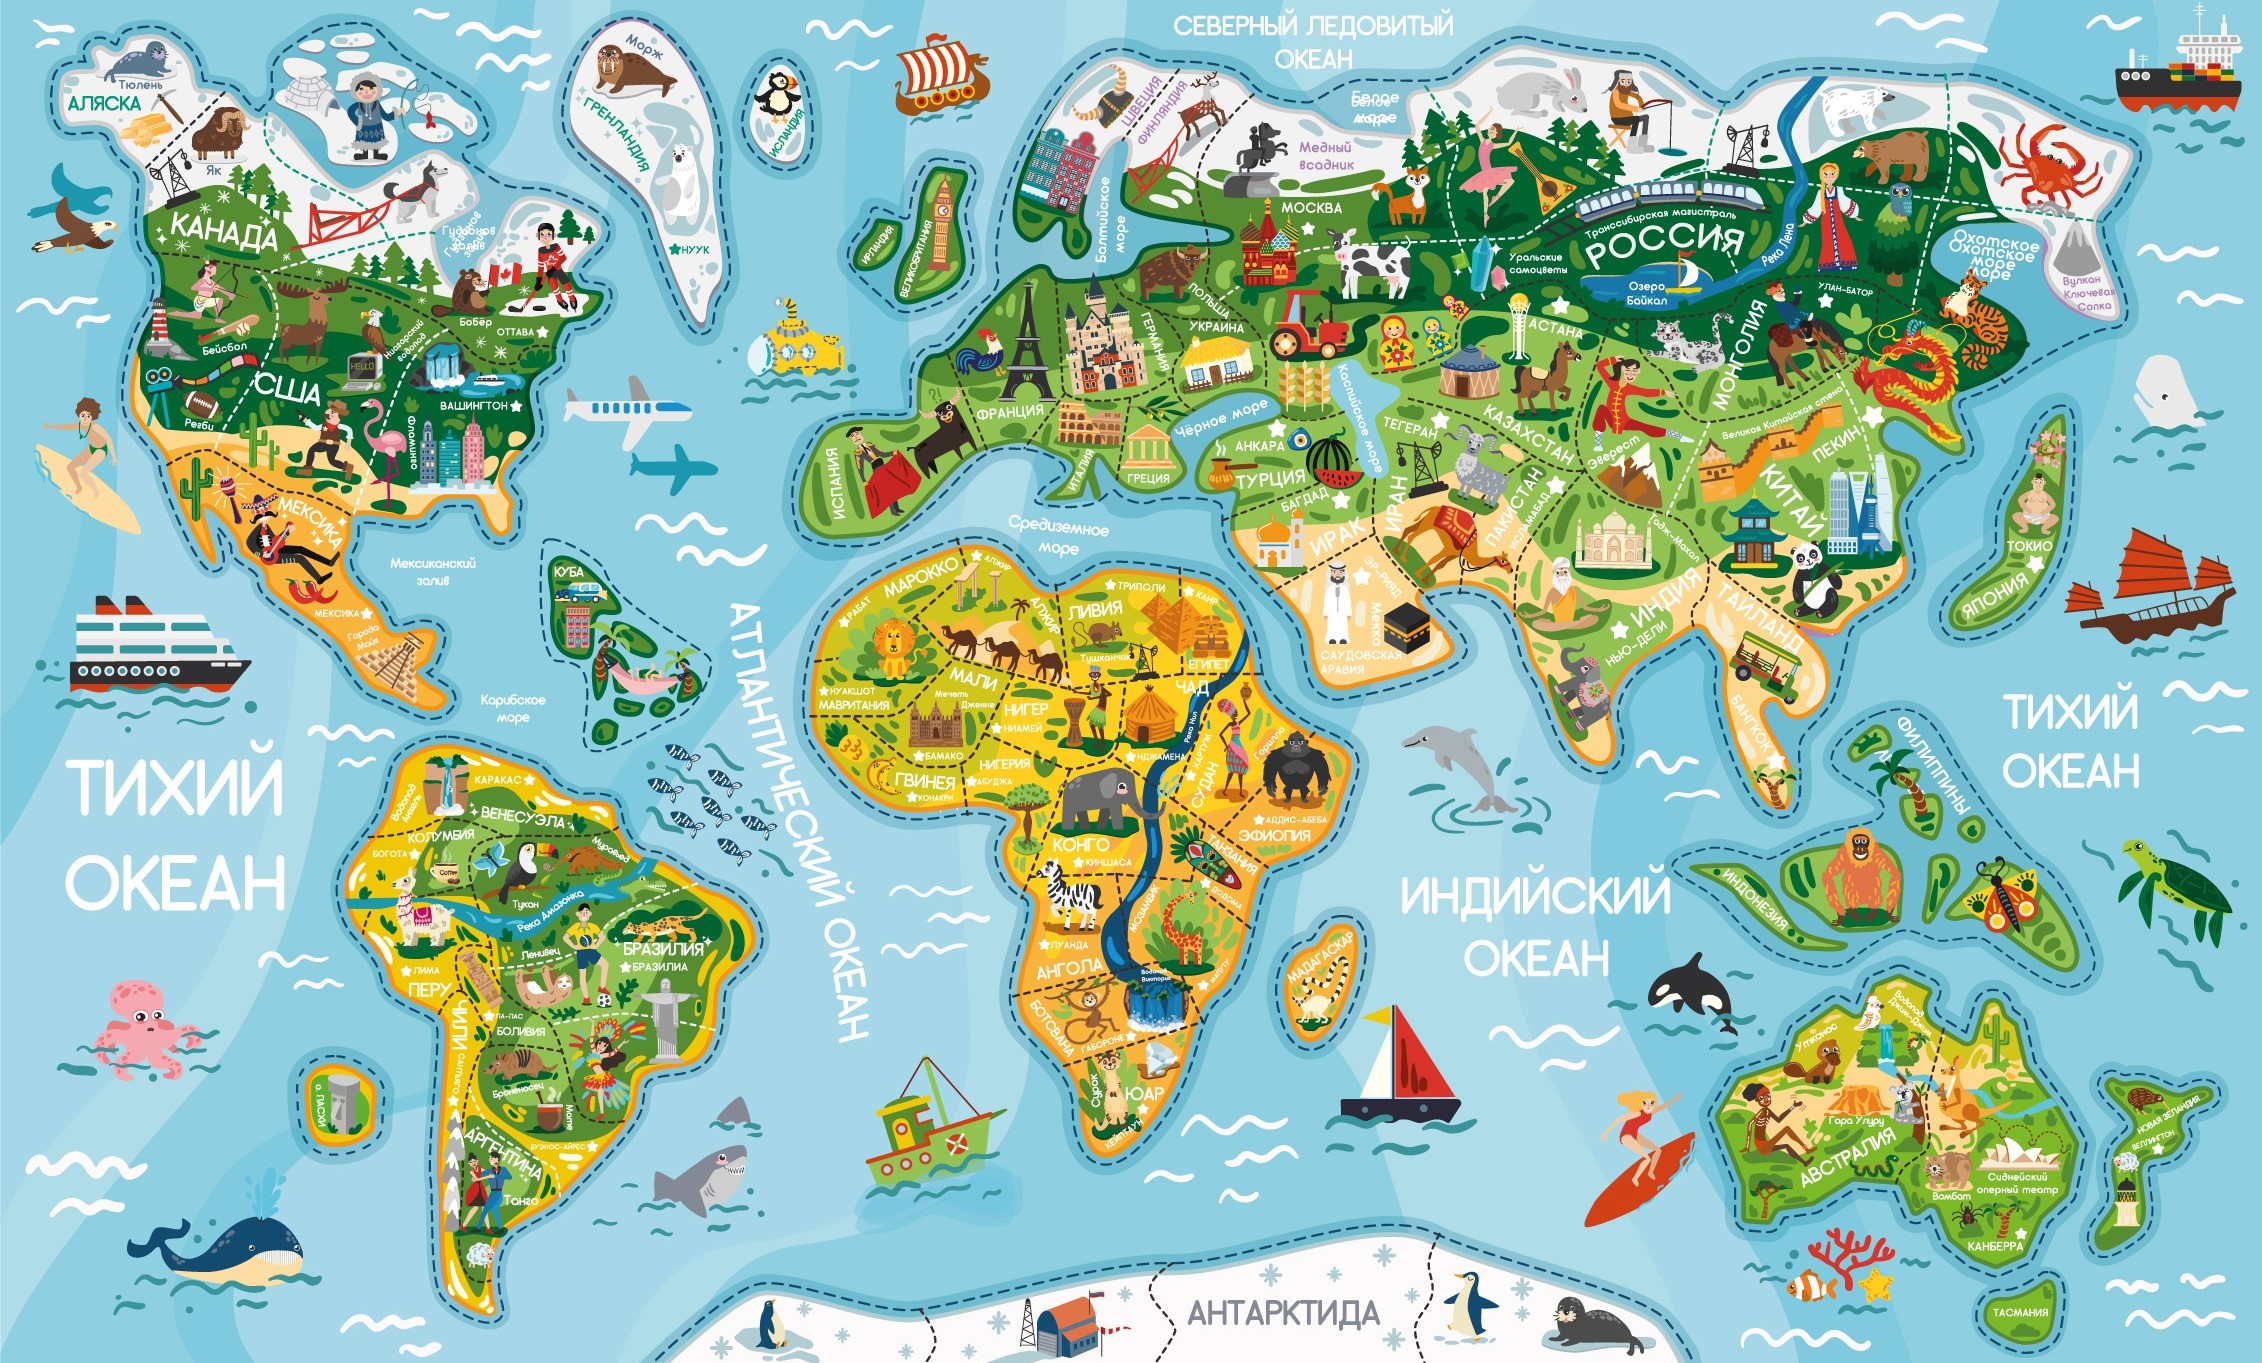 СЕВЕРНЫЙ ЛЕДОВИТЫЙ
ОКЕАН
Тюлень
АЛЯСКА
Як
КАНАДА
Гудзонов
залив
Бобёр
ОТТАВА
Бейсбол
Ниагарский
водопад
HELLO
США
ВАШИНГТОН
Регби
Фламинго
МЕКСИКА
МЕКСИКА
Города
Майя
Мексиканский
залив
КУБА
Карибское
море
Морж
ГРЕНЛАНДИЯ
НУУК
ИСЛАНДИЯ
ИРЛАНДИЯ
ВЕЛИКОБРИТАНИЯ
ТИХИЙ
ОКЕАН
АТЛАНТИЧЕСКИЙ ОКЕАН
ШВЕЦИЯ
ФИНЛЯНДИЯ
Балтийское
море
Белое
море
Белое
море
Медный
всадник
МОСКВА
Транссибирская магистраль
РОССИЯ
Уральские
самоцветы
Озеро
Байкал
Река Лена
Охотское
море
Охотское
море
Вулкан
Ключевая
Сопка
ПОЛЬША
ГЕРМАНИЯ
УКРАИНА
ФРАНЦИЯ
ИСПАНИЯ
ИТАЛИЯ
ГРЕЦИЯ
Чёрное море
Каспийское море
АНКАРА
ТУРЦИЯ
БАГДАД
ИРАК
ТЕГЕРАН
ИРАН
АСТАНА
КАЗАХСТАН
ПАКИСТАН
ИСЛАМАБАД
УЛАН-БАТОР
МОНГОЛИЯ
Эверест
Великая Китайская стена
ПЕКИН
КИТАЙ
Тадж-Махал
ИНДИЯ
НЬЮ-ДЕЛИ
ТАИЛАНД
БАНГКОК
ЭР-РИЯД
Мекка
САУДОВСКАЯ
АРАВИЯ
ТОКИО
ЯПОНИЯ
Средиземное
море
МАРОККО
РАБАТ
АЛЖИР
АЛЖИР
ТРИПОЛИ
ЛИВИЯ
Тушканчик
КАИР
ЕГИПЕТ
НУАКШОТ
МАВРИТАНИЯ
МАЛИ
Мечеть
Дженне
БАМАКО
НИГЕР
НИАМЕЙ
ЧАД
НДЖАМЕНА
Река Нил
ХАРТУМ
СУДАН
Горилла
ГВИНЕЯ
КОНАКРИ
НИГЕРИЯ
АБУДЖА
АДДИС-АБЕБА
ЭФИОПИЯ
КОНГО
КИНШАСА
ТАНЗАНИЯ
ДОДОМА
МОЗАМБИК
МАПУТУ
ЛУАНДА
АНГОЛА
Водопад
Виктория
БОТСВАНА
ГАБОРОНЕ
Сурок
ЮАР
КЕЙПТАУН
МАДАГАСКАР
Водопад
Анхель
КАРАКАС
ВЕНЕСУЭЛА
КОЛУМБИЯ
БОГОТА
Coffee
Тукан
Муравьед
Река Амазонка
БРАЗИЛИЯ
БРАЗИЛИА
Ленивец
ЛИМА
ПЕРУ
ЛА-ПАС
БОЛИВИЯ
ЧИЛИ
САНТЬЯГО
Броненосец
Мате
БУЭНОС-АЙРЕС
АРГЕНТИНА
Танго
о. ПАСХИ
ИНДИЙСКИЙ
ОКЕАН
ТИХИЙ
ОКЕАН
ФИЛИППИНЫ
ИНДОНЕЗИЯ
Утконос
Водопад
Джим-Джим
Гора Улуру
АВСТРАЛИЯ
Вомбат
Сиднейский
оперный театр
КАНБЕРРА
ТАСМАНИЯ
НОВАЯ ЗЕЛАНДИЯ
ВЕЛЛИНГТОН
АНТАРКТИДА